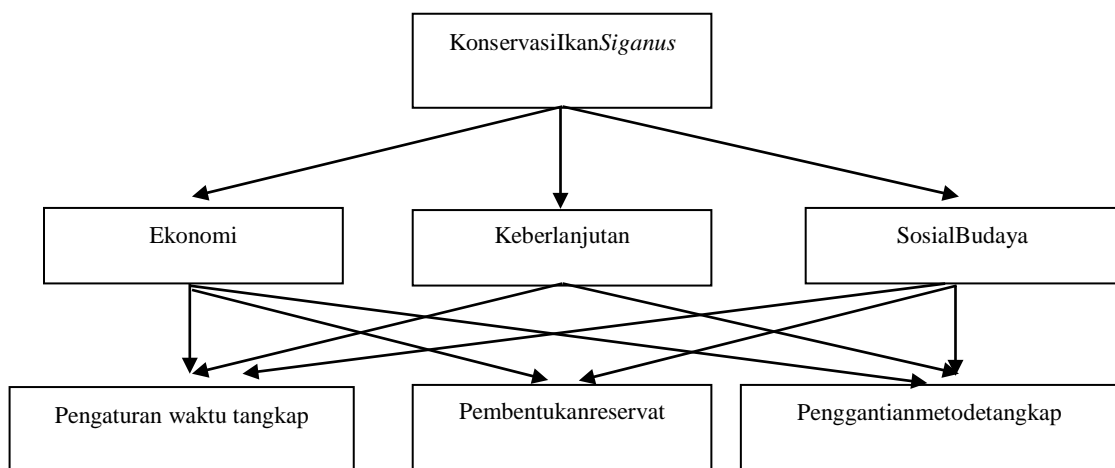 KonservasiIkanSiganus
Ekonomi
Keberlanjutan
SosialBudaya
Pengaturan waktu tangkap
Pembentukanreservat
Penggantianmetodetangkap